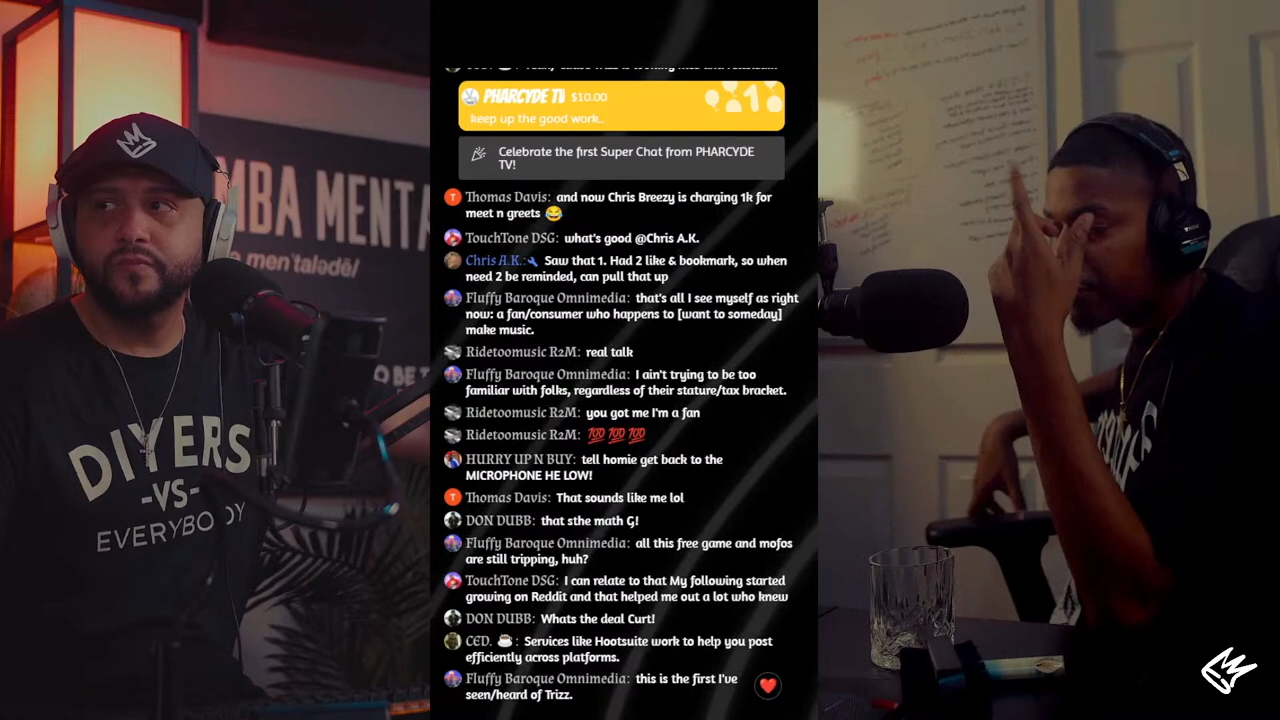 MBA MENTA
a men'talədē/
DIYERS
-VS-
EVERYBODY
PHARCYDE TV $10.00
keep up the good work..
Celebrate the first Super Chat from PHARCYDE
TV!
Thomas Davis: and now Chris Breezy is charging 1k for
meet n greets 😂
TouchTone DSG: what's good @Chris A.K.
Chris A.K.: Saw that 1. Had 2 like & bookmark, so when
need 2 be reminded, can pull that up
Fluffy Baroque Omnimedia: that's all I see myself as right
now: a fan/consumer who happens to [want to someday]
make music.
Ridetoomusic R2M: real talk
Fluffy Baroque Omnimedia: I ain't trying to be too
familiar with folks, regardless of their stature/tax bracket.
Ridetoomusic R2M: you got me I'm a fan
Ridetoomusic R2M: 💯💯💯
HURRY UP N BUY: tell homie get back to the
MICROPHONE HE LOW!
Thomas Davis: That sounds like me lol
DON DUBB: that sthe math G!
Fluffy Baroque Omnimedia: all this free game and mofos
are still tripping, huh?
TouchTone DSG: I can relate to that My following started
growing on Reddit and that helped me out a lot who knew
DON DUBB: Whats the deal Curt!
CED. ☕: Services like Hootsuite work to help you post
efficiently across platforms.
Fluffy Baroque Omnimedia: this is the first I've
seen/heard of Trizz.